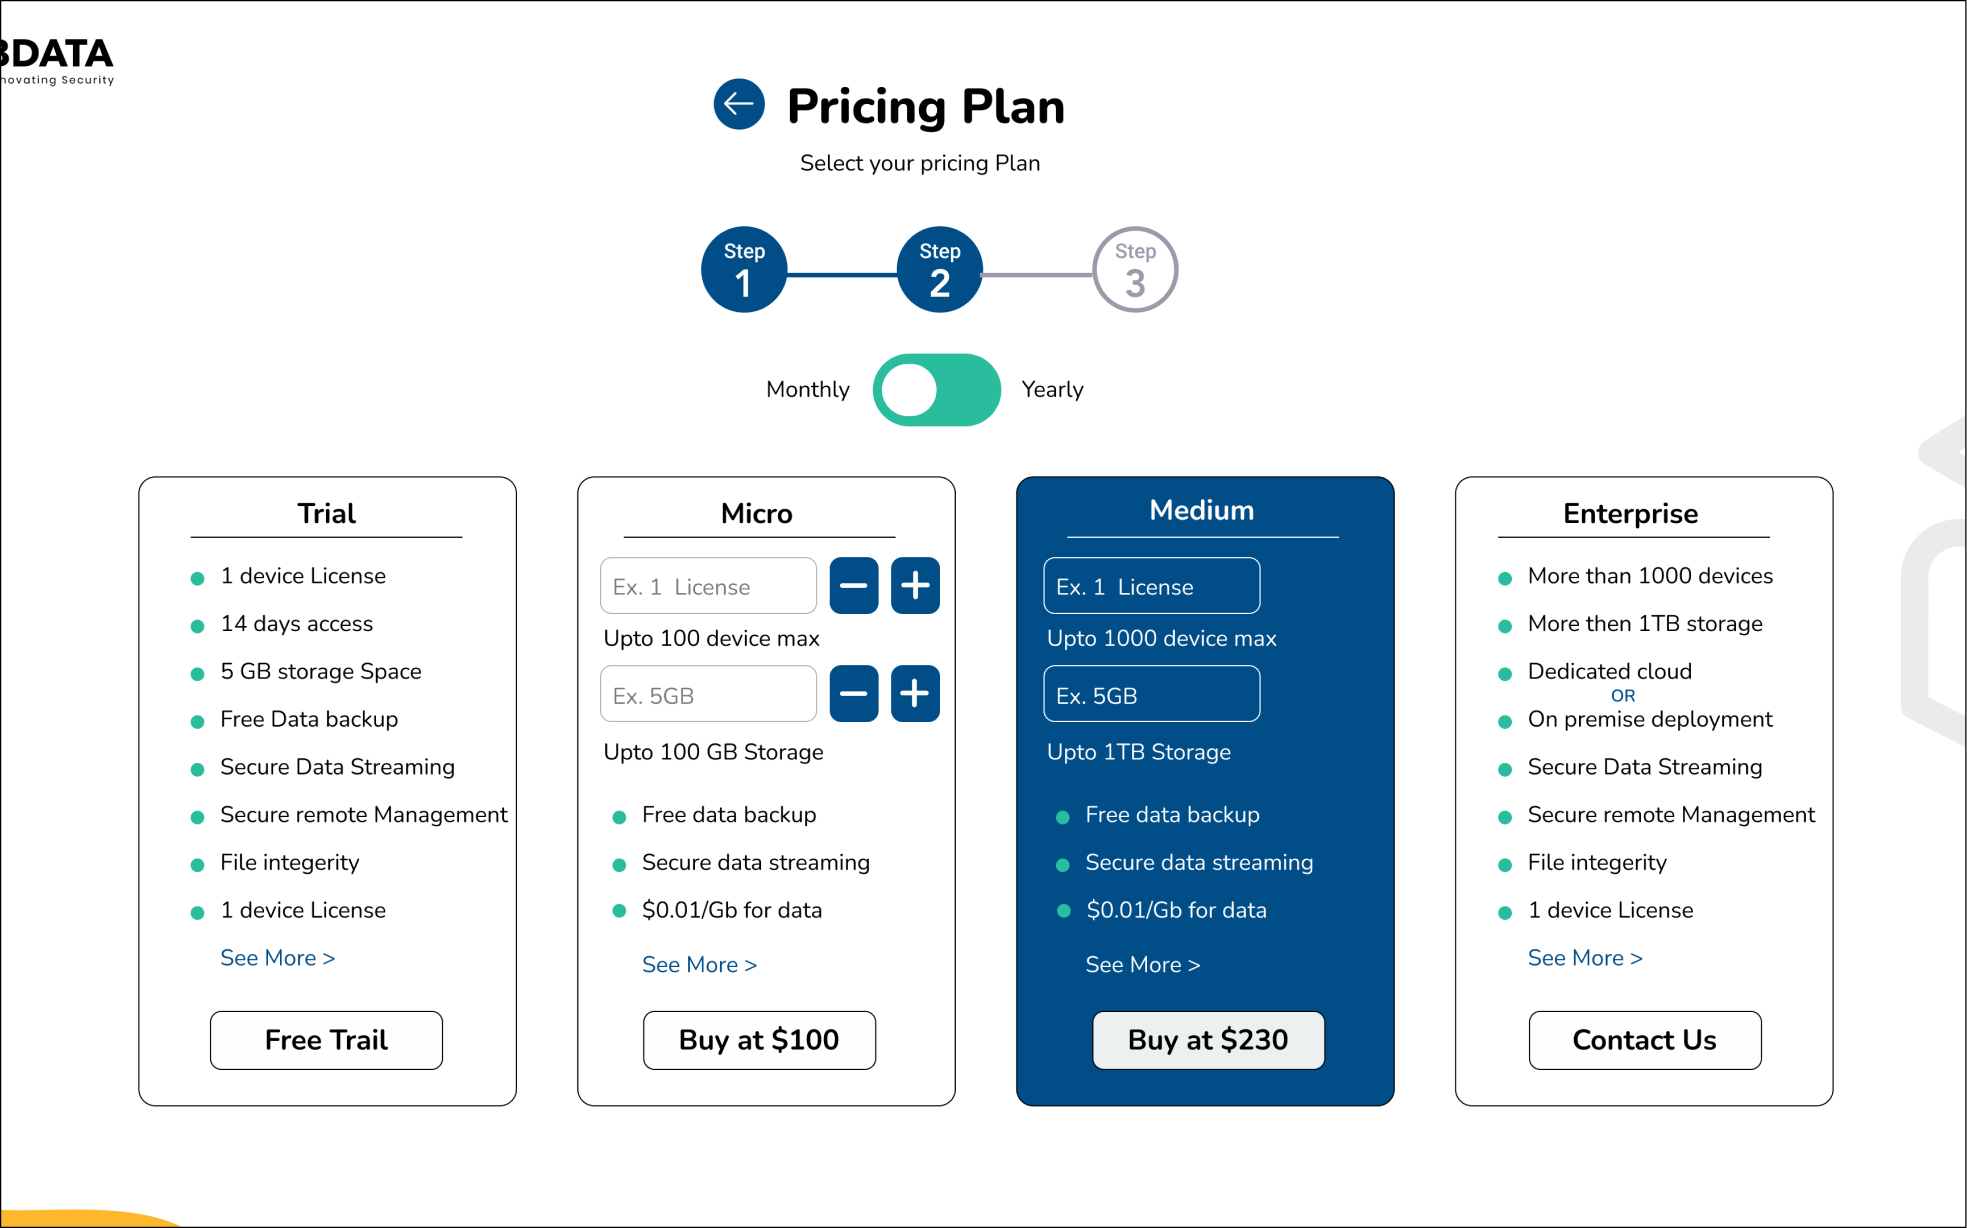 BDATA
novating Security
Pricing Plan
Select your pricing Plan
Step
1
Step
2
Step
3
Monthly
Yearly
Trial
1 device License
14 days access
5 GB storage Space
Free Data backup
Secure Data Streaming
Secure remote Management
File integerity
1 device License
See More >
Free Trail
Micro
Ex. 1 License
Upto 100 device max
Ex. 5GB
Upto 100 GB Storage
Free data backup
Secure data streaming
$0.01/Gb for data
See More >
Buy at $100
Medium
Ex. 1 License
Upto 1000 device max
Ex. 5GB
Upto 1TB Storage
Free data backup
Secure data streaming
$0.01/Gb for data
See More >
Buy at $230
Enterprise
More than 1000 devices
More then 1TB storage
Dedicated cloud
OR
On premise deployment
Secure Data Streaming
Secure remote Management
File integerity
1 device License
See More >
Contact Us